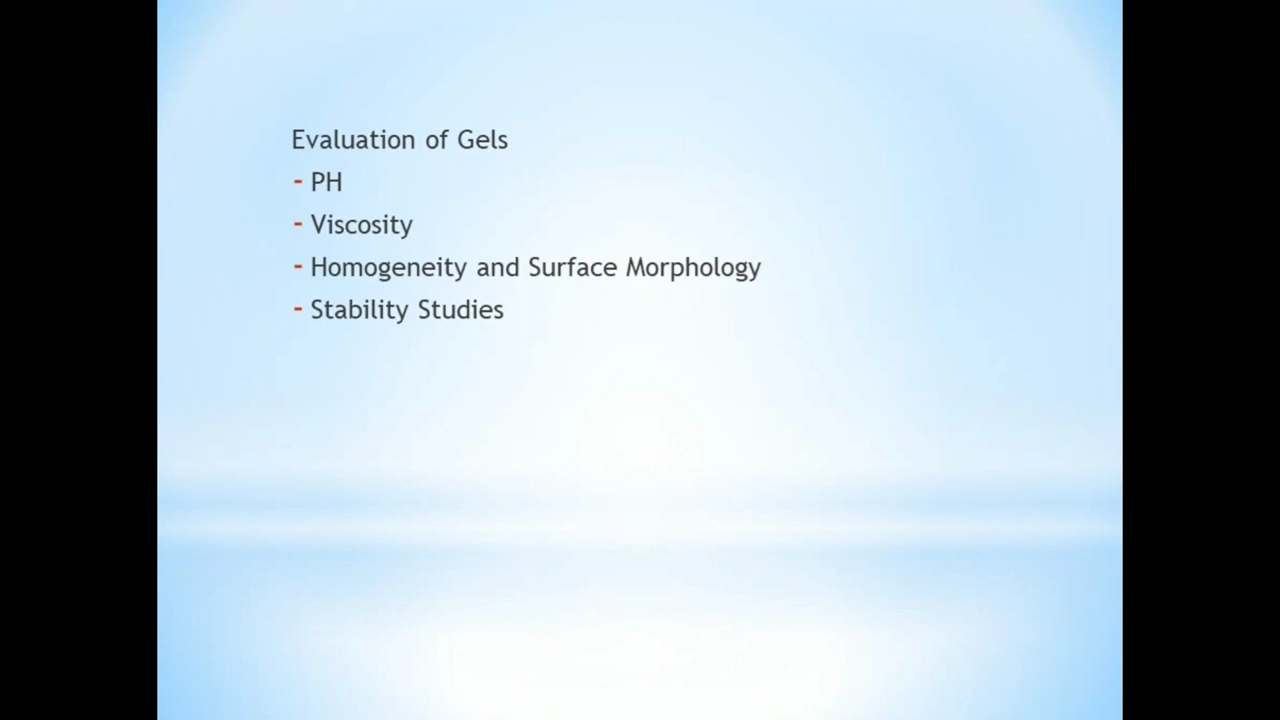 Evaluation of Gels
- PH
- Viscosity
- Homogeneity and Surface Morphology
- Stability Studies